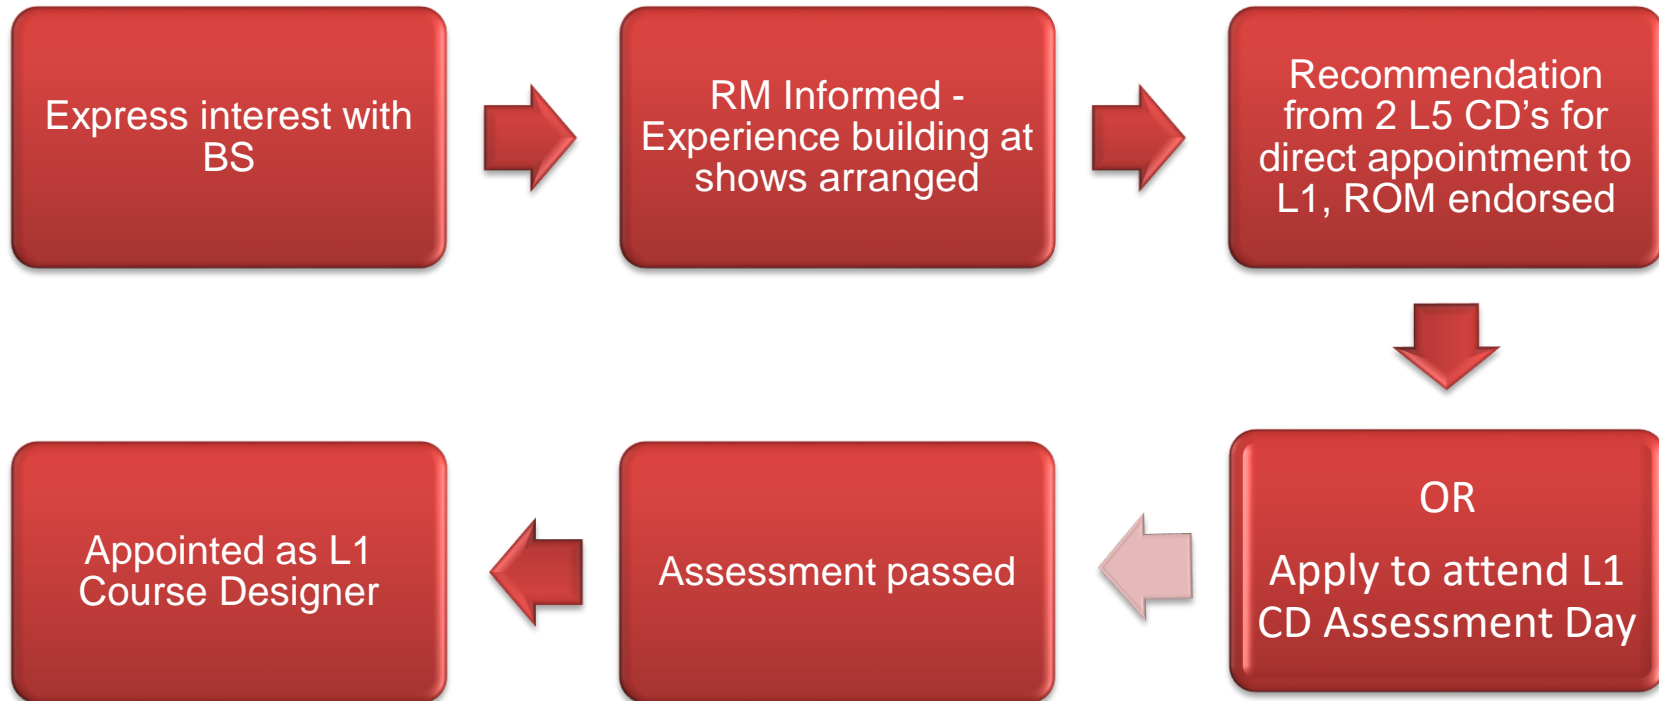 Express interest with
BS
RM Informed -
Experience building at
shows arranged
Recommendation
from 2 L5 CD’s for
direct appointment to
L1, ROM endorsed
OR
Apply to attend L1
CD Assessment Day
Assessment passed
Appointed as L1
Course Designer